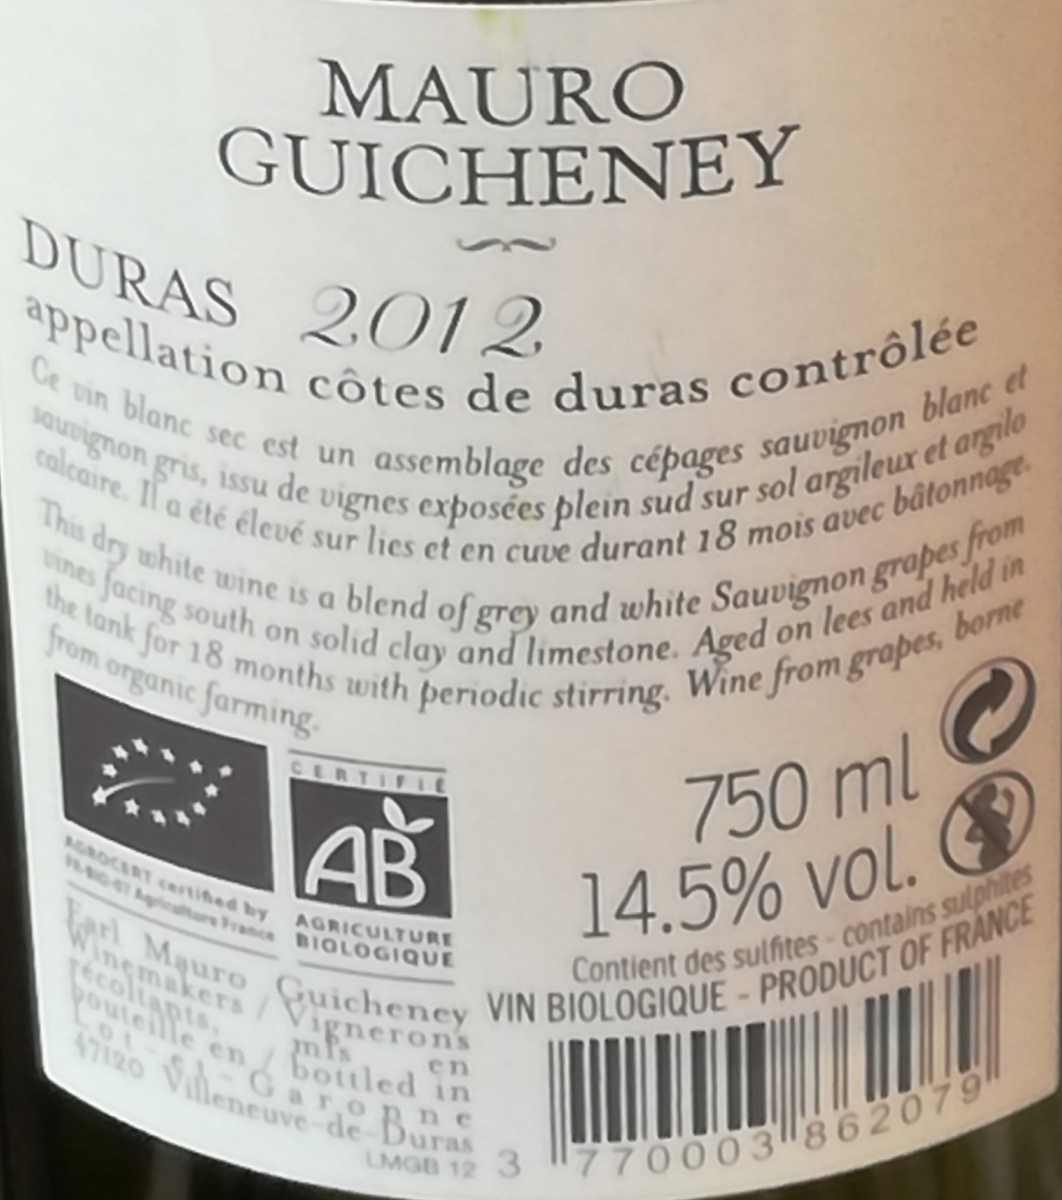 MAURO
GUICHENEY
DURAS 2012
appellation côtes de duras contrôlée
Ce vin blanc sec est un assemblage des cépages sauvignon blanc et
sauvignon gris, issu de vignes exposées plein sud sur sol argileux et argilo
calcaire. Il a été élevé sur lies et en cuve durant 18 mois avec bâtonnage.
This dry white wine is a blend of grey and white Sauvignon grapes from
vines facing south on solid clay and limestone. Aged on lees and held in
the tank for 18 months with periodic stirring. Wine from grapes, borne
from organic farming.
CERTIFIÉ
AB
AGRICULTURE
BIOLOGIQUE
AGROCERT certified by
FR-BIO-07 Agriculture France
750 ml
14.5% vol.
Contient des sulfites - contains sulphites
VIN BIOLOGIQUE - PRODUCT OF FRANCE
Earl Mauro Guicheney
Winemakers / Vignerons
récoltants. mis en
bouteille en / bottled in
Lot-et-Garonne
47120 Villeneuve-de-Duras
LMGB 12
3 770003 862079